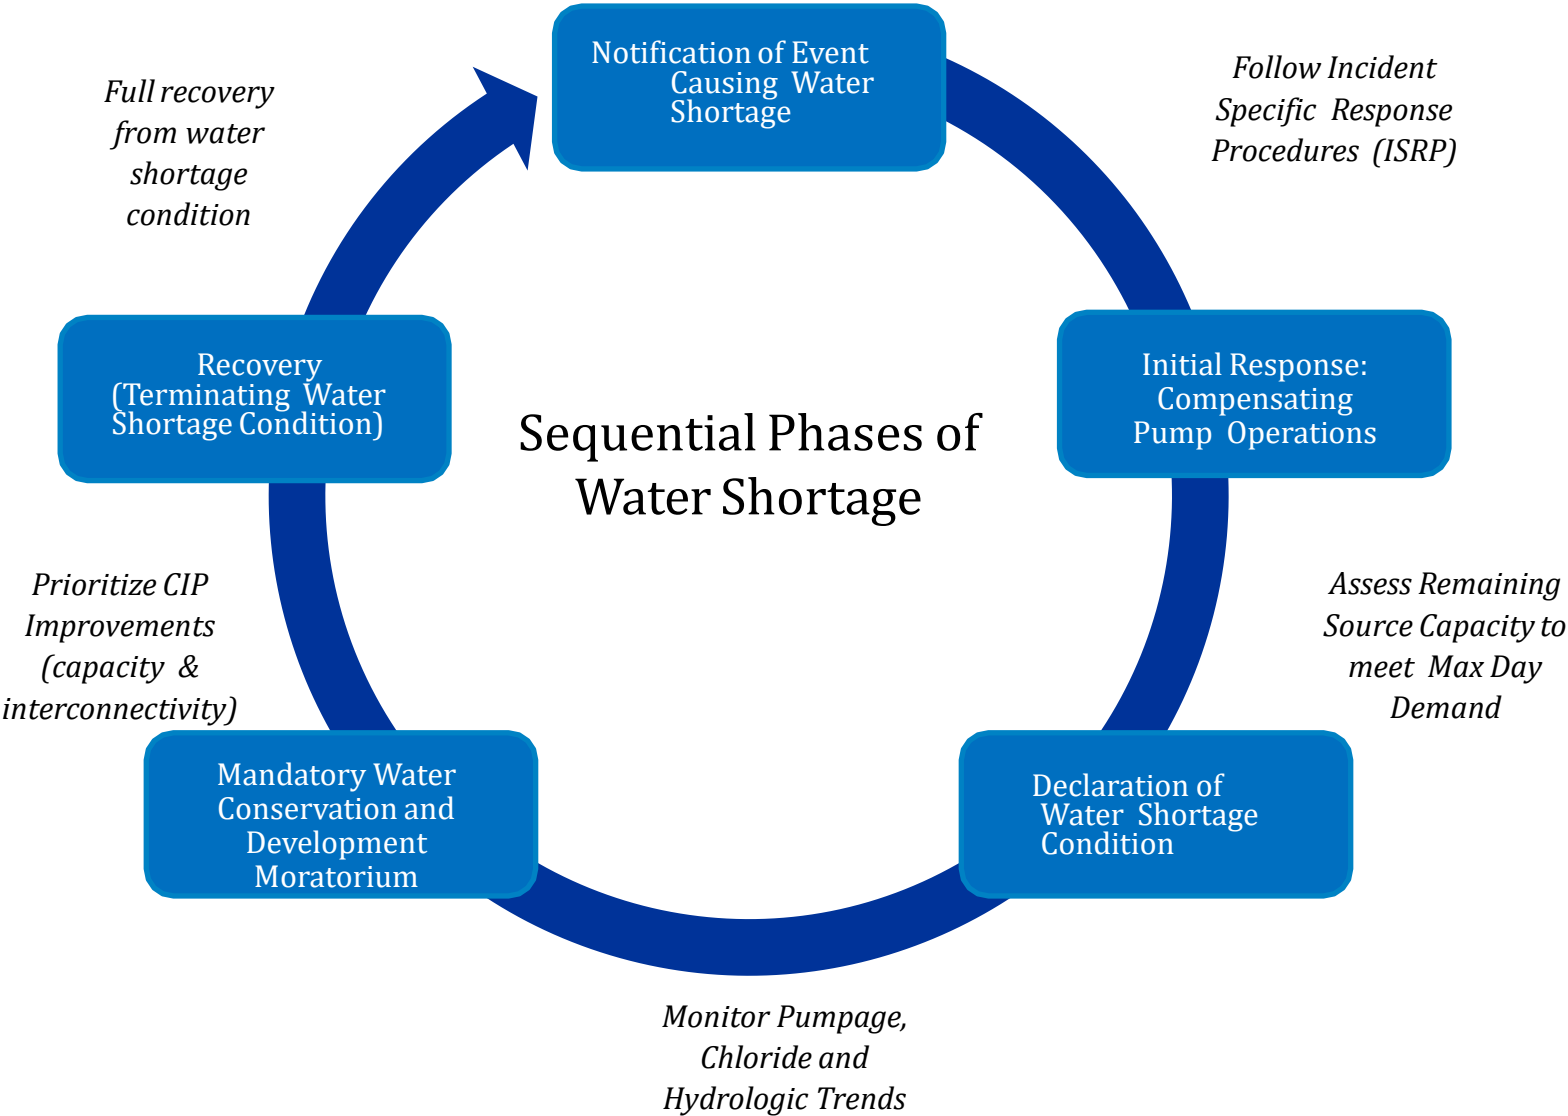 Notification of Event
Causing Water
Shortage
Follow Incident
Specific Response
Procedures (ISRP)
Initial Response:
Compensating
Pump Operations
Assess Remaining
Source Capacity to
meet Max Day
Demand
Declaration of
Water Shortage
Condition
Monitor Pumpage,
Chloride and
Hydrologic Trends
Mandatory Water
Conservation and
Development
Moratorium
Prioritize CIP
Improvements
(capacity &
interconnectivity)
Recovery
(Terminating Water
Shortage Condition)
Full recovery
from water
shortage
condition
Sequential Phases of
Water Shortage